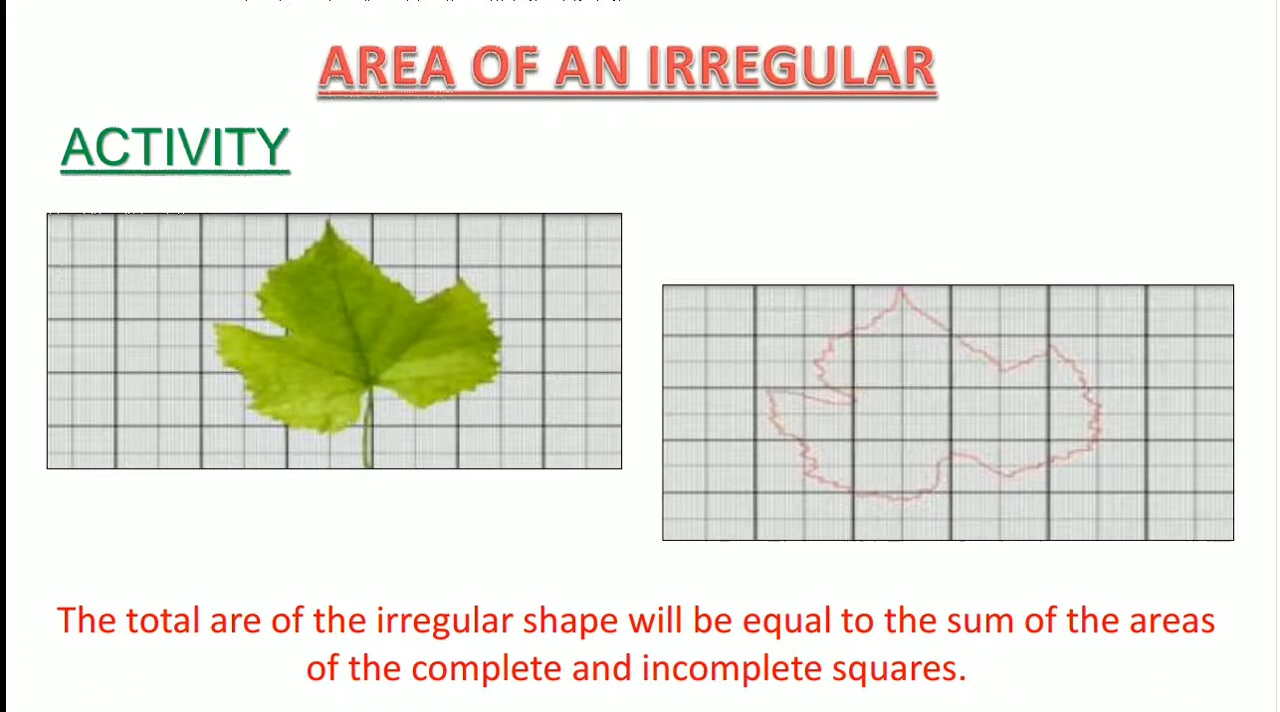 AREA OF AN IRREGULAR
ACTIVITY
The total are of the irregular shape will be equal to the sum of the areas
of the complete and incomplete squares.